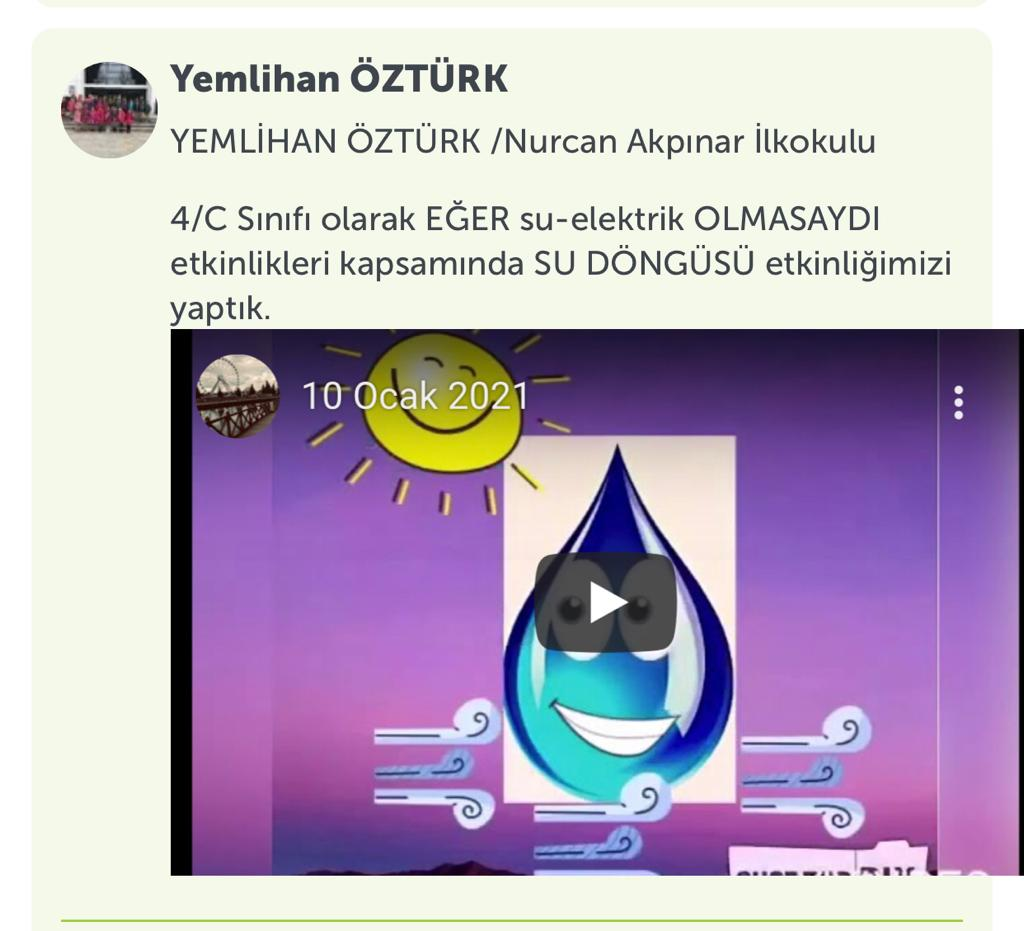 Yemlihan ÖZTÜRK
YEMLİHAN ÖZTÜRK /Nurcan Akpınar İlkokulu
4/C Sınıfı olarak EĞER su-elektrik OLMASAYDI
etkinlikleri kapsamında SU DÖNGÜSÜ etkinliğimizi
yaptık.
10 Ocak 2021